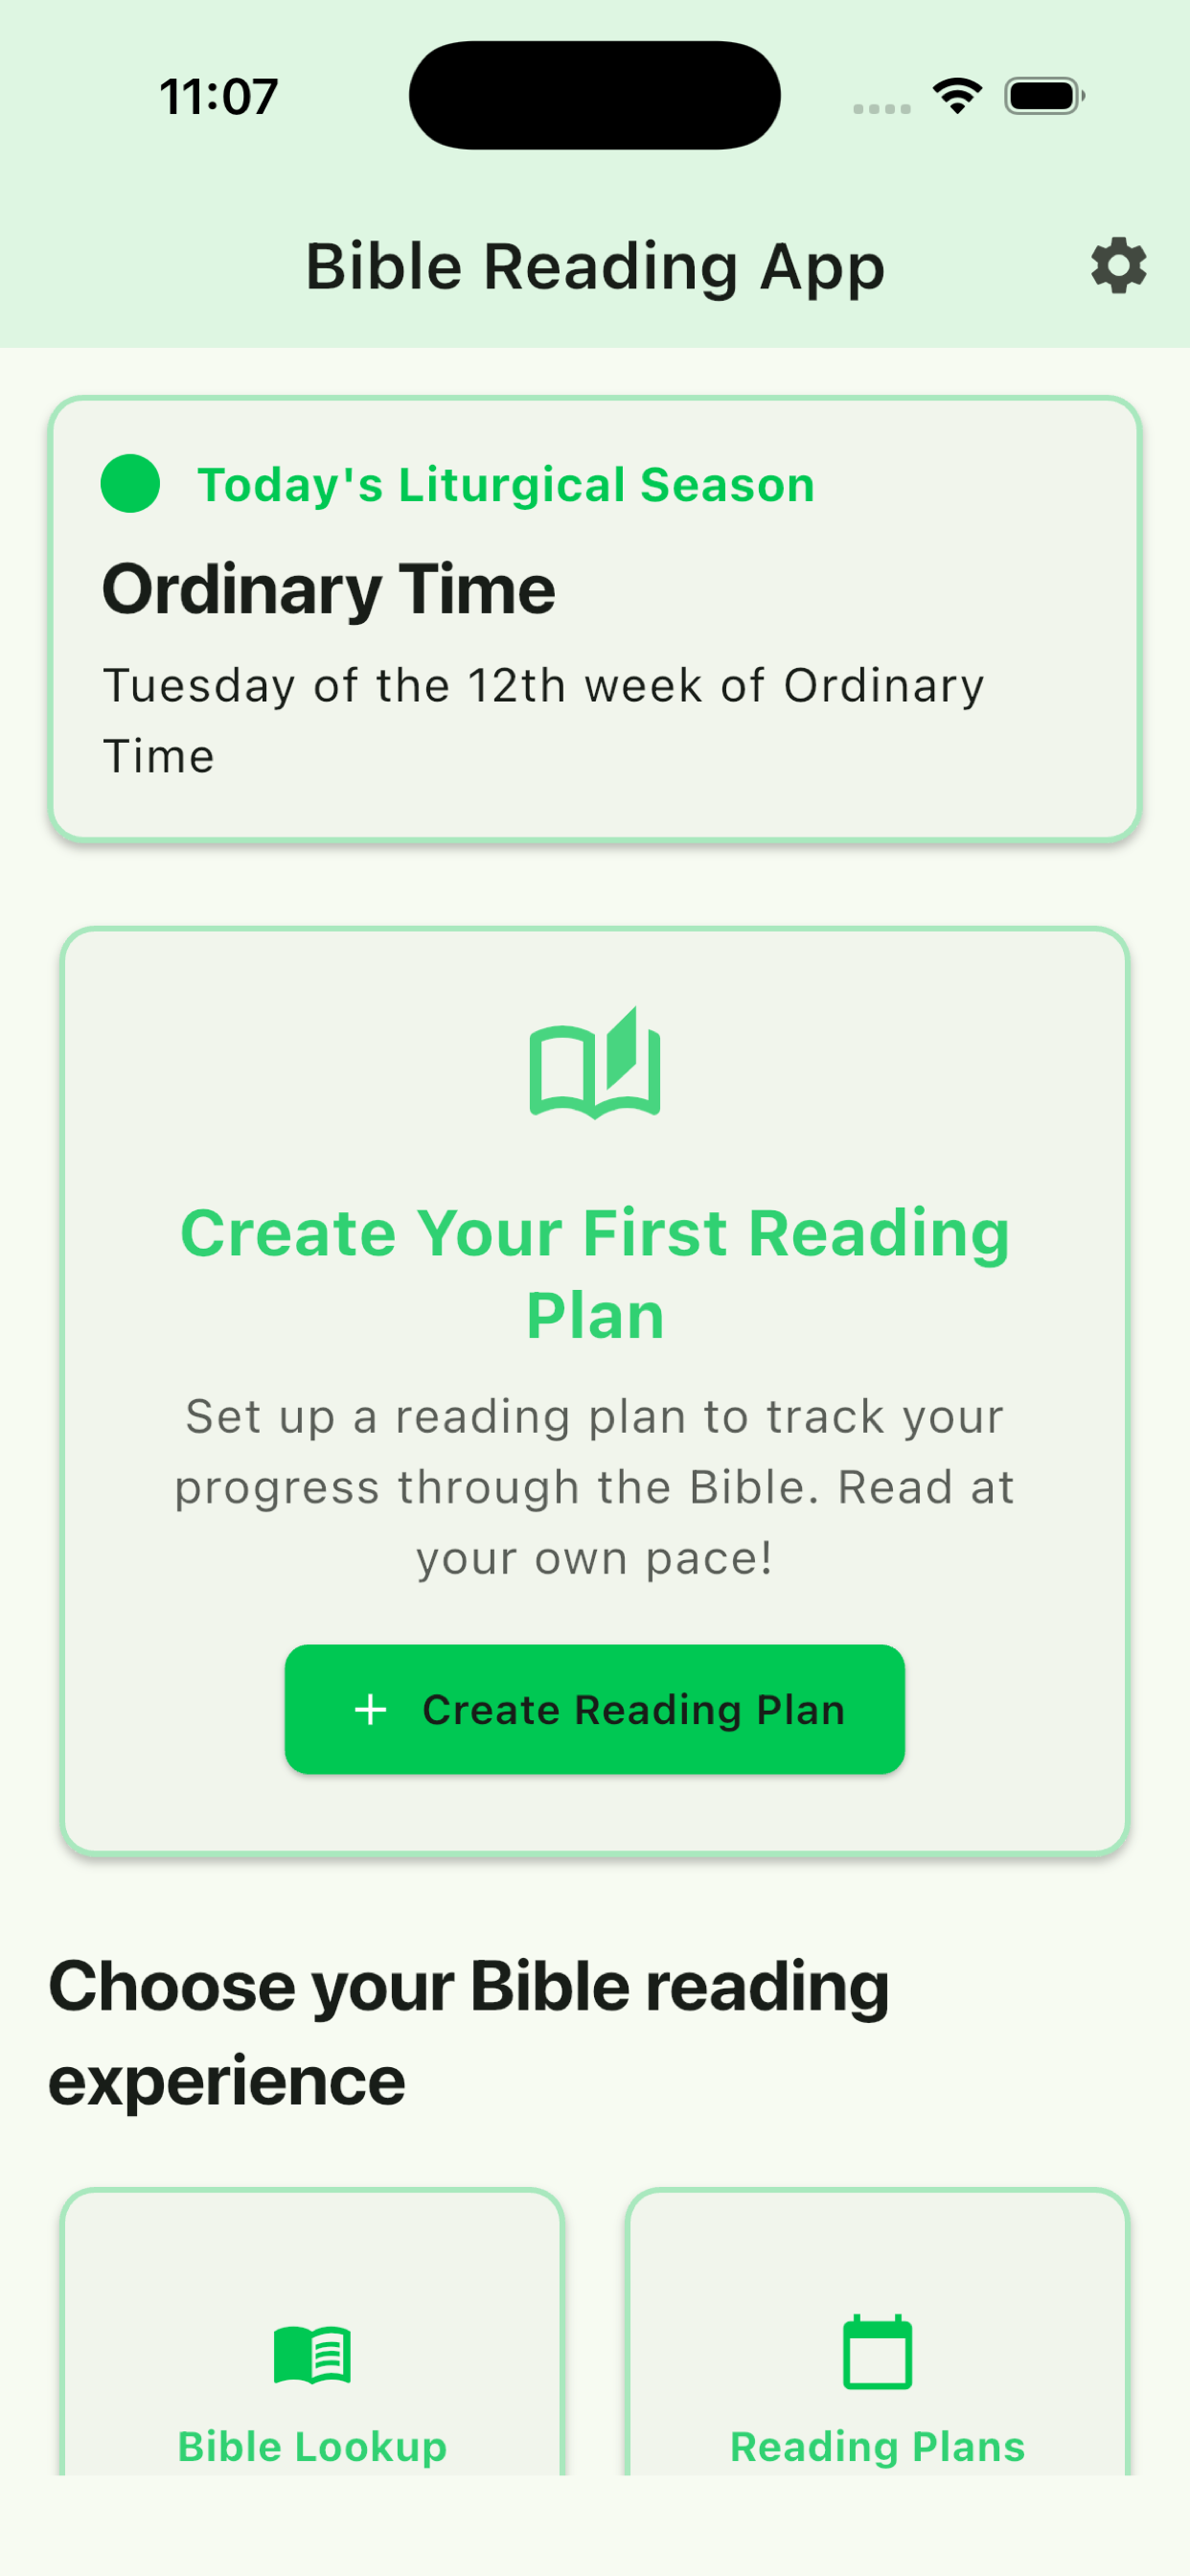 11:07
Bible Reading App
Today's Liturgical Season
Ordinary Time
Tuesday of the 12th week of Ordinary
Time
Create Your First Reading
Plan
Set up a reading plan to track your
progress through the Bible. Read at
your own pace!
Create Reading Plan
Choose your Bible reading
experience
Bible Lookup
Reading Plans